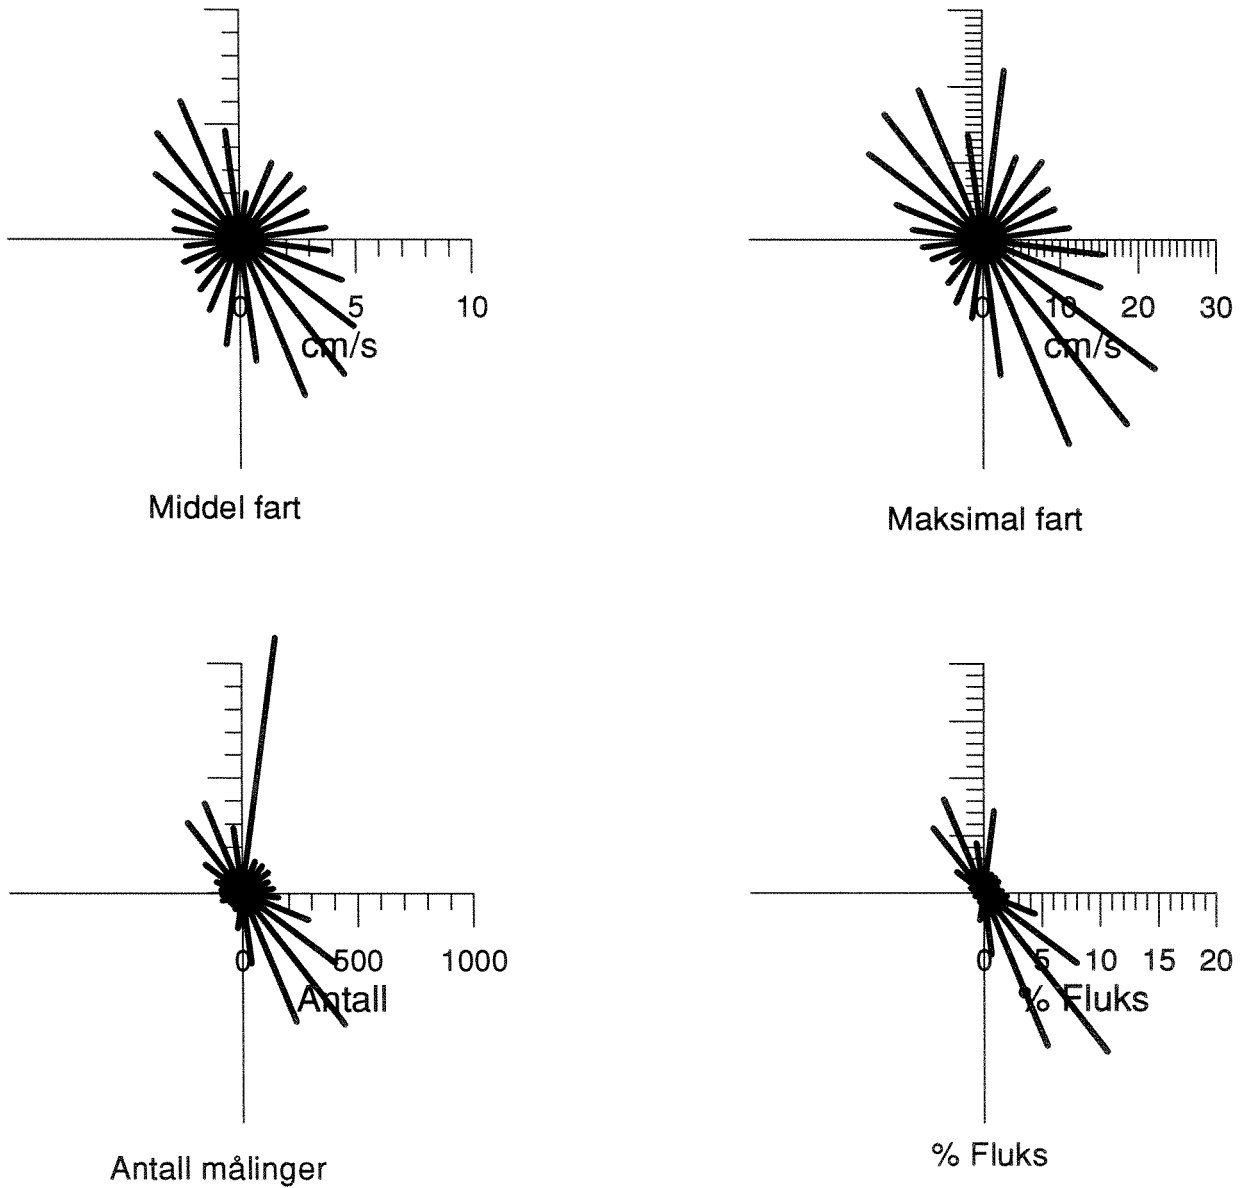 0 5 10
cm/s
Middel fart
0 10 20 30
cm/s
Maksimal fart
0 500 1000
Antall
Antall målinger
0 5 10 15 20
% Fluks
% Fluks